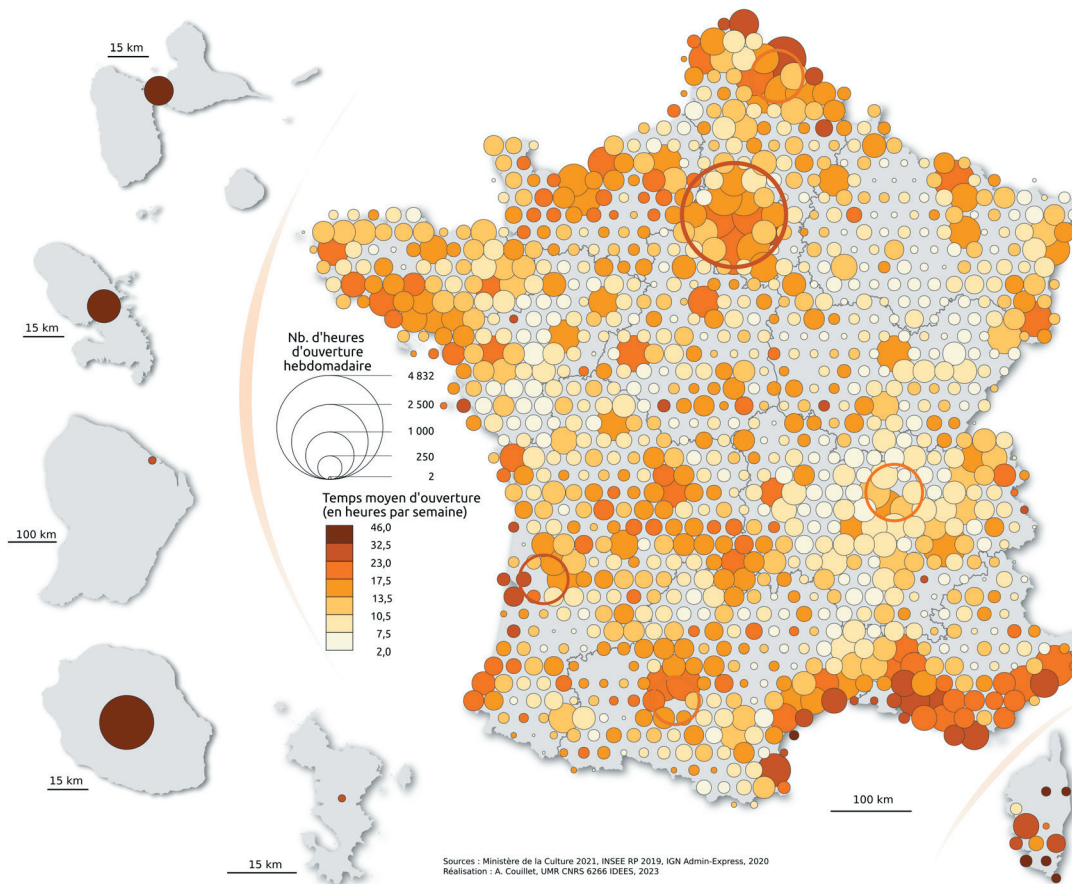 15 km
15 km
100 km
15 km
15 km
Nb. d'heures
d'ouverture
hebdomadaire
4 832
2 500
1 000
250
2
Temps moyen d'ouverture
(en heures par semaine)
46,0
32,5
23,0
17,5
13,5
10,5
7,5
2,0
100 km
Sources : Ministère de la Culture 2021, INSEE RP 2019, IGN Admin-Express, 2020
Réalisation : A. Couillet, UMR CNRS 6266 IDEES, 2023